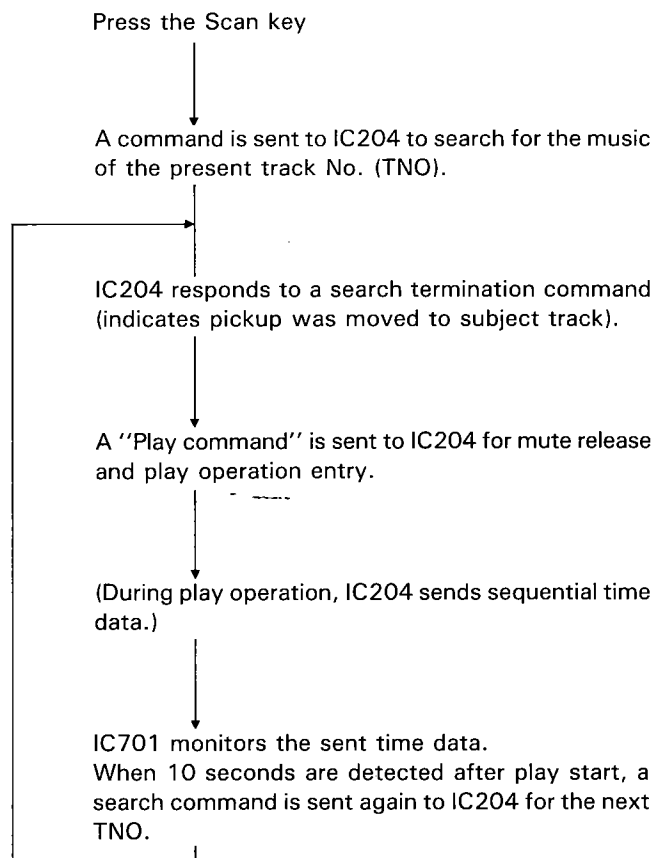 Press the Scan key
A command is sent to IC204 to search for the music
of the present track No. (TNO).
IC204 responds to a search termination command
(indicates pickup was moved to subject track).
A ''Play command'' is sent to IC204 for mute release
and play operation entry.
(During play operation, IC204 sends sequential time
data.)
IC701 monitors the sent time data.
When 10 seconds are detected after play start, a
search command is sent again to IC204 for the next
TNO.